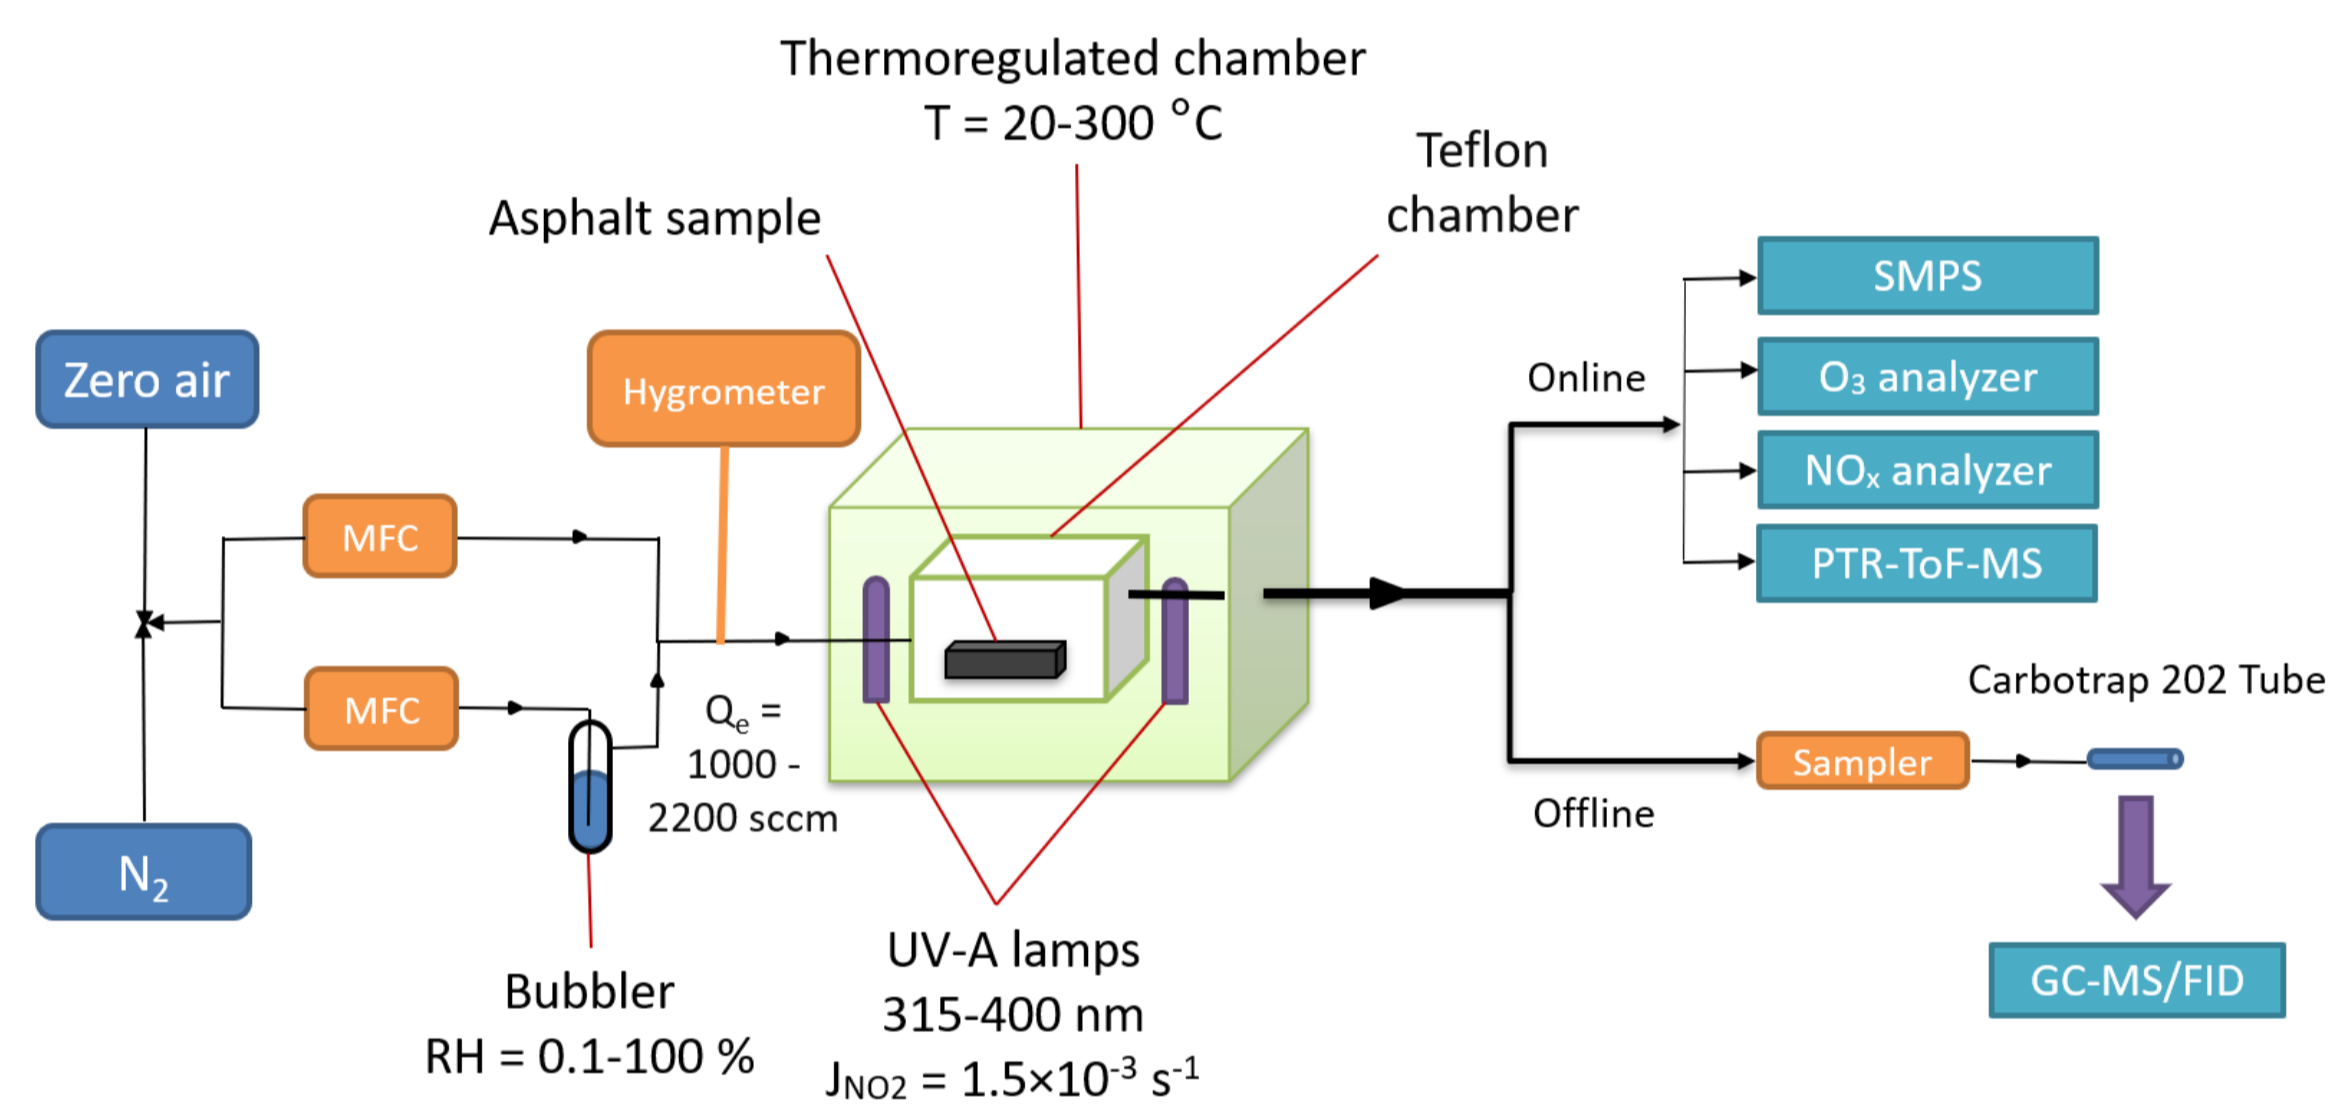 Thermoregulated chamber
T = 20-300 °C
Teflon
chamber
Asphalt sample
Zero air
Hygrometer
MFC
MFC
N₂
Qₑ =
1000 -
2200 sccm
Bubbler
RH = 0.1-100 %
UV-A lamps
315-400 nm
J_NO2 = 1.5×10⁻³ s⁻¹
Online
SMPS
O₃ analyzer
NOₓ analyzer
PTR-ToF-MS
Offline
Sampler
Carbotrap 202 Tube
GC-MS/FID